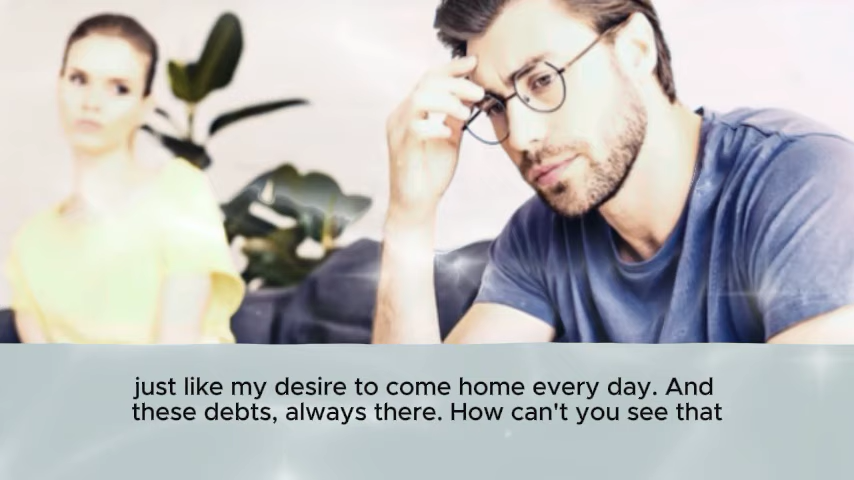 just like my desire to come home every day. And
these debts, always there. How can't you see that